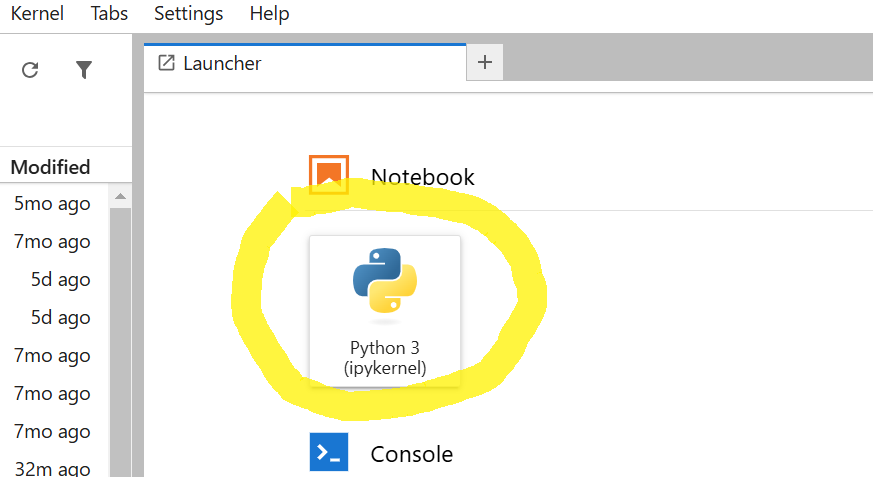 Kernel Tabs Settings Help
Launcher
Modified
5mo ago
7mo ago
5d ago
5d ago
7mo ago
7mo ago
7mo ago
32m ago
Notebook
Python 3
(ipykernel)
Console